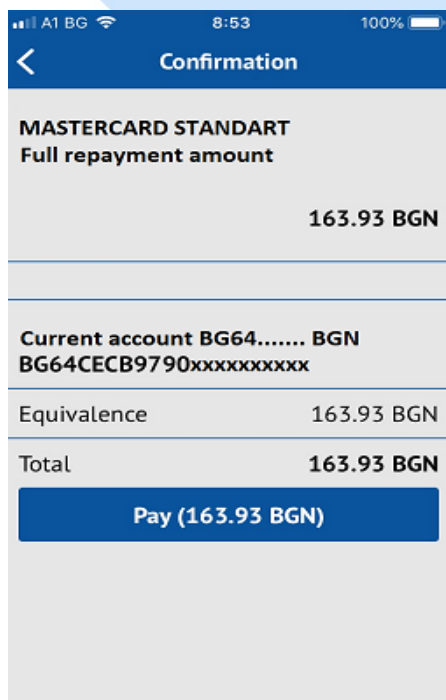 A1 BG 8:53 100%
Confirmation
MASTERCARD STANDART
Full repayment amount
163.93 BGN
Current account BG64....... BGN
BG64CECB9790xxxxxxxxxx
Equivalence 163.93 BGN
Total 163.93 BGN
Pay (163.93 BGN)